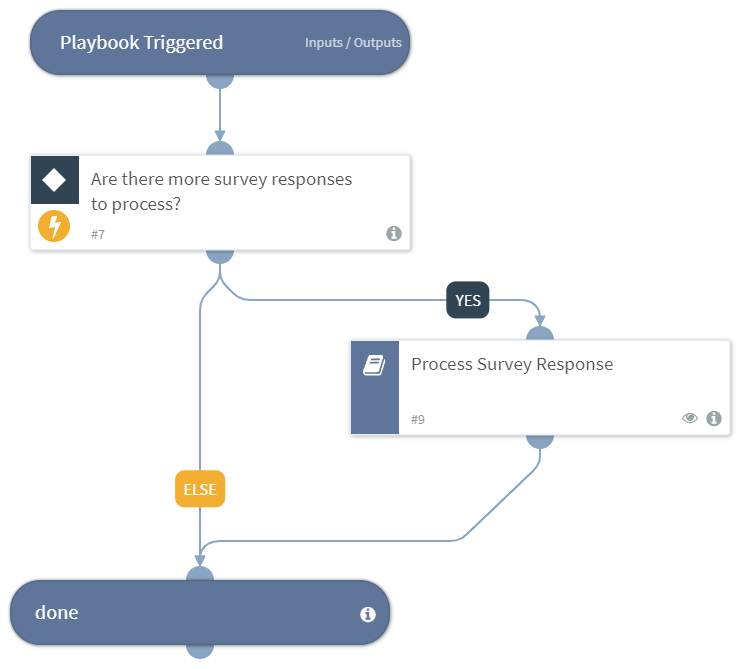 Playbook Triggered
Inputs / Outputs
Are there more survey responses
to process?
#7
YES
Process Survey Response
#9
ELSE
done